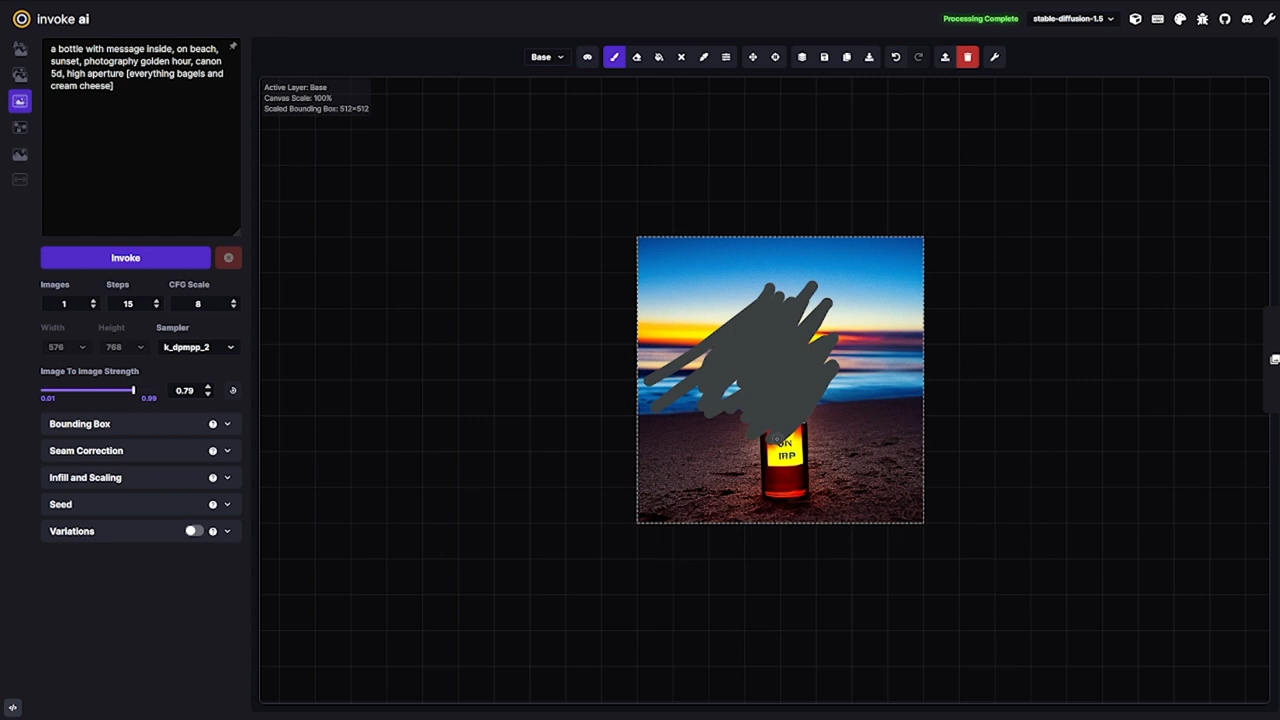 invoke ai
Processing Complete
stable-diffusion-1.5
a bottle with message inside, on beach,
sunset, photography golden hour, canon
5d, high aperture [everything bagels and
cream cheese]
Base
Active Layer: Base
Canvas Scale: 100%
Scaled Bounding Box: 512×512
Invoke
Images Steps CFG Scale
1 15 8
Width Height Sampler
576 768 k_dpmpp_2
Image To Image Strength
0.79
0.01 0.99
Bounding Box
Seam Correction
Infill and Scaling
Seed
Variations